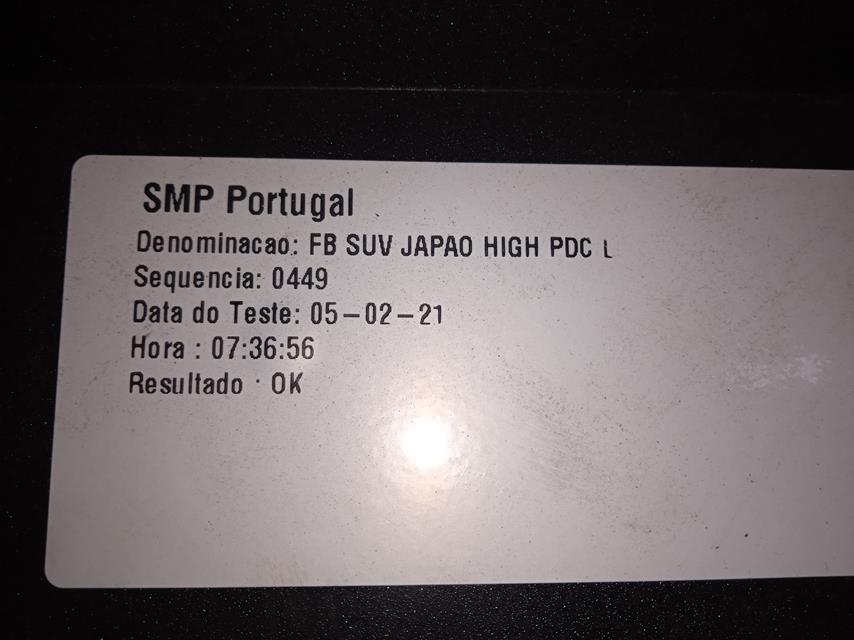 SMP Portugal
Denominacao: FB SUV JAPAO HIGH PDC L
Sequencia: 0449
Data do Teste: 05-02-21
Hora : 07:36:56
Resultado : OK